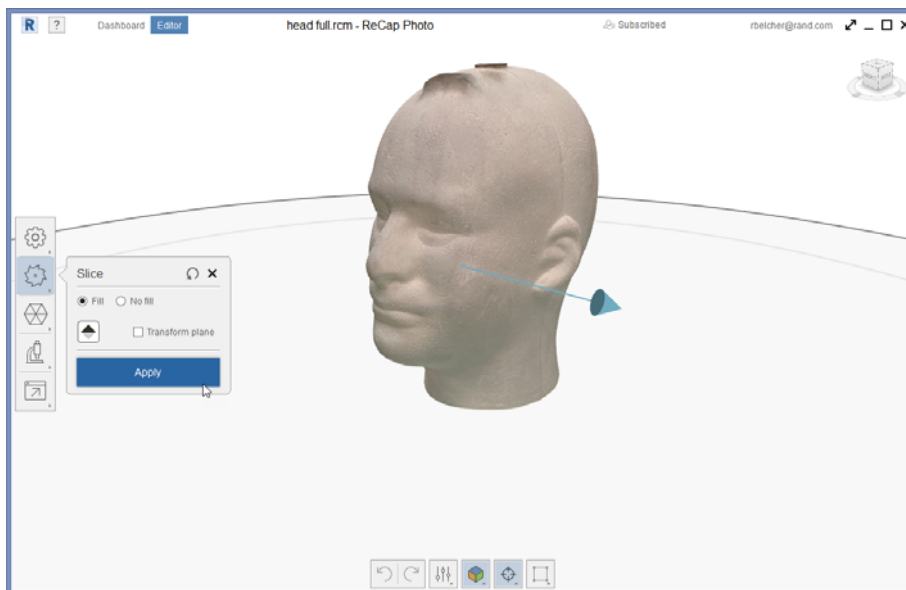 R ? Dashboard Editor head full.rcm - ReCap Photo Subscribed rbelcher@rand.com
Slice
Fill No fill
Transform plane
Apply